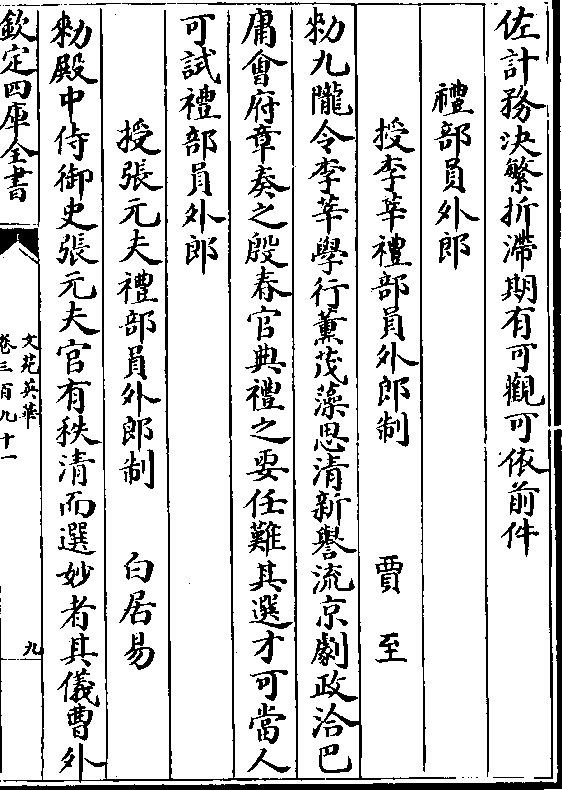 佐計務决繁折滯期有可觀可依前件
禮部員外郎
授李華禮部員外郎制 賈至
勑九隴令李華學行薫茂藻思清新譽流京劇政洽巴
庸㑹府章奏之殷春官典禮之要任難其選才可當人
可試禮部員外郎
授張元夫禮部員外郎制 白居易
勑殿中侍御史張元夫官有秩清而選妙者其儀曹外
欽定四庫全書
文苑英華
卷三百九十一
九